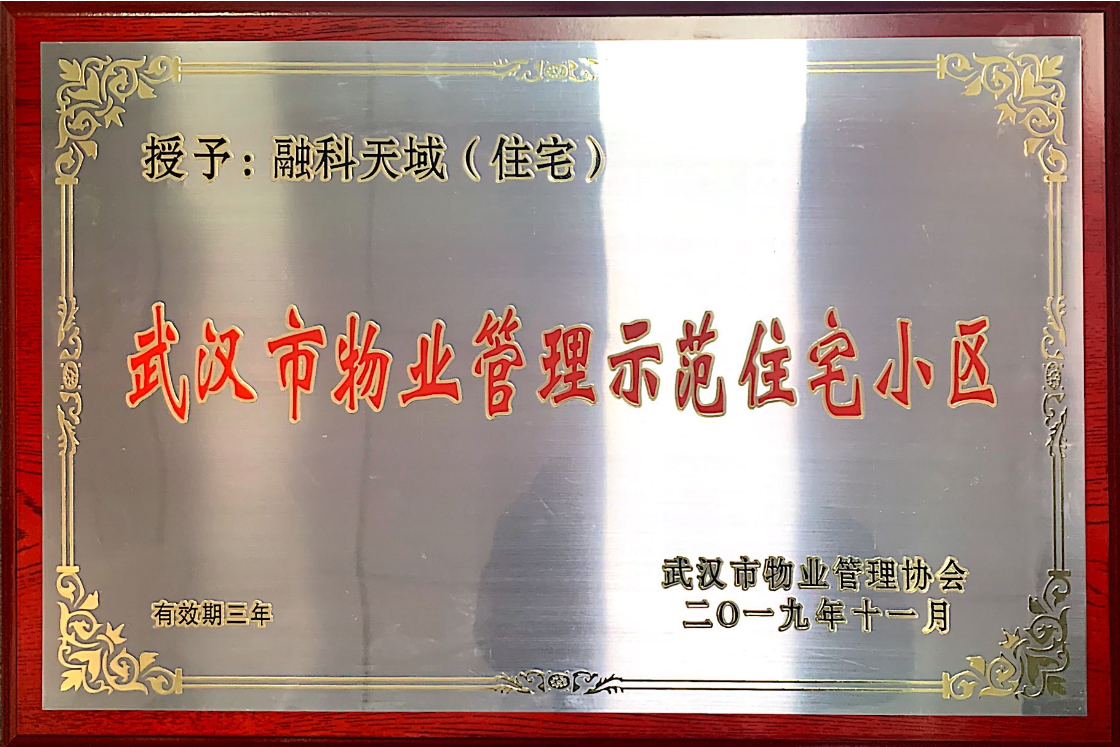 授予：融科天域（住宅）
武汉市物业管理示范住宅小区
武汉市物业管理协会
有效期三年
二〇一九年十一月